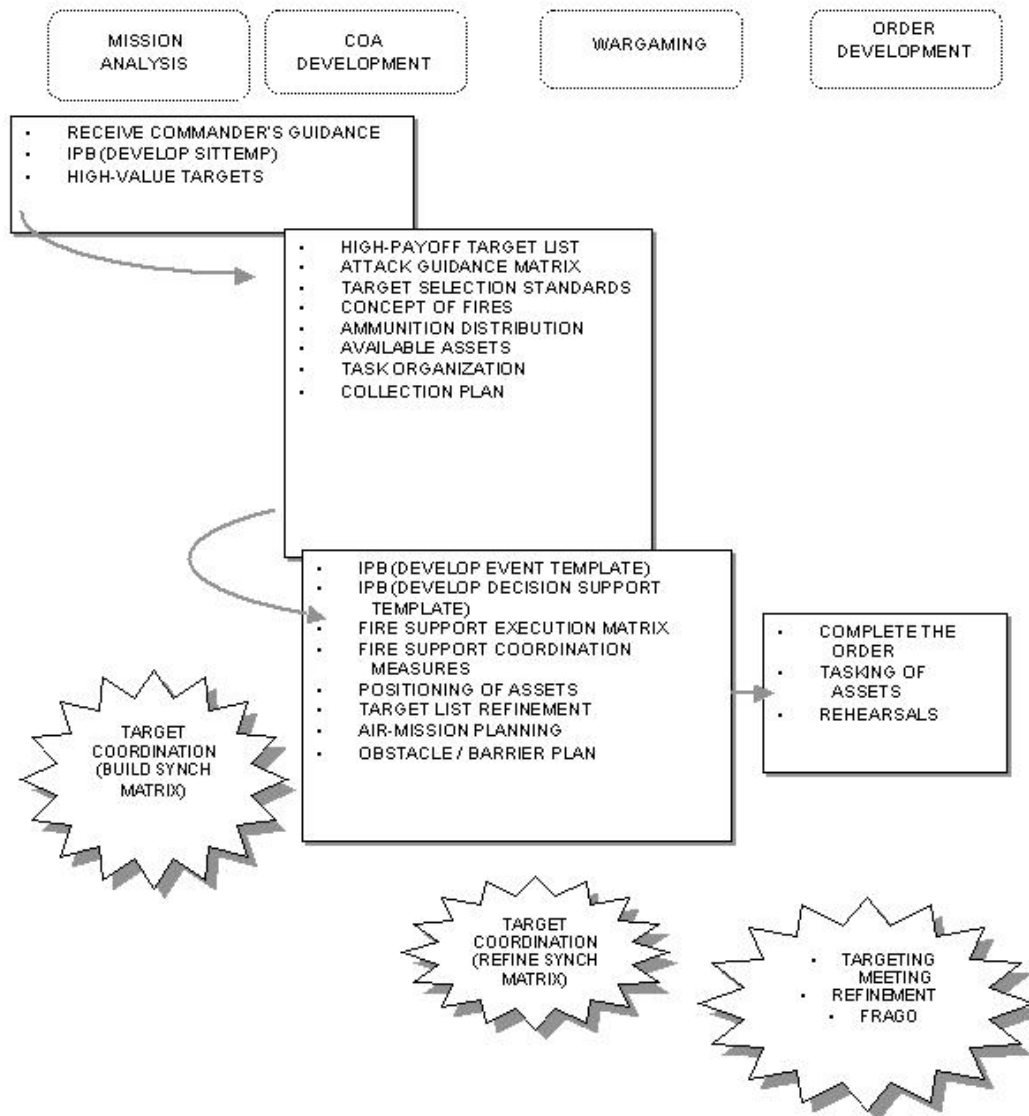 MISSION
ANALYSIS
COA
DEVELOPMENT
WARGAMING
ORDER
DEVELOPMENT
• RECEIVE COMMANDER'S GUIDANCE
• IPB (DEVELOP SITTEMP)
• HIGH-VALUE TARGETS
• HIGH-PAYOFF TARGET LIST
• ATTACK GUIDANCE MATRIX
• TARGET SELECTION STANDARDS
• CONCEPT OF FIRES
• AMMUNITION DISTRIBUTION
• AVAILABLE ASSETS
• TASK ORGANIZATION
• COLLECTION PLAN
• IPB (DEVELOP EVENT TEMPLATE)
• IPB (DEVELOP DECISION SUPPORT
TEMPLATE)
• FIRE SUPPORT EXECUTION MATRIX
• FIRE SUPPORT COORDINATION
MEASURES
• POSITIONING OF ASSETS
• TARGET LIST REFINEMENT
• AIR-MISSION PLANNING
• OBSTACLE / BARRIER PLAN
• COMPLETE THE
ORDER
• TASKING OF
ASSETS
• REHEARSALS
TARGET
COORDINATION
(BUILD SYNCH
MATRIX)
TARGET
COORDINATION
(REFINE SYNCH
MATRIX)
• TARGETING
MEETING
• REFINEMENT
• FRAGO